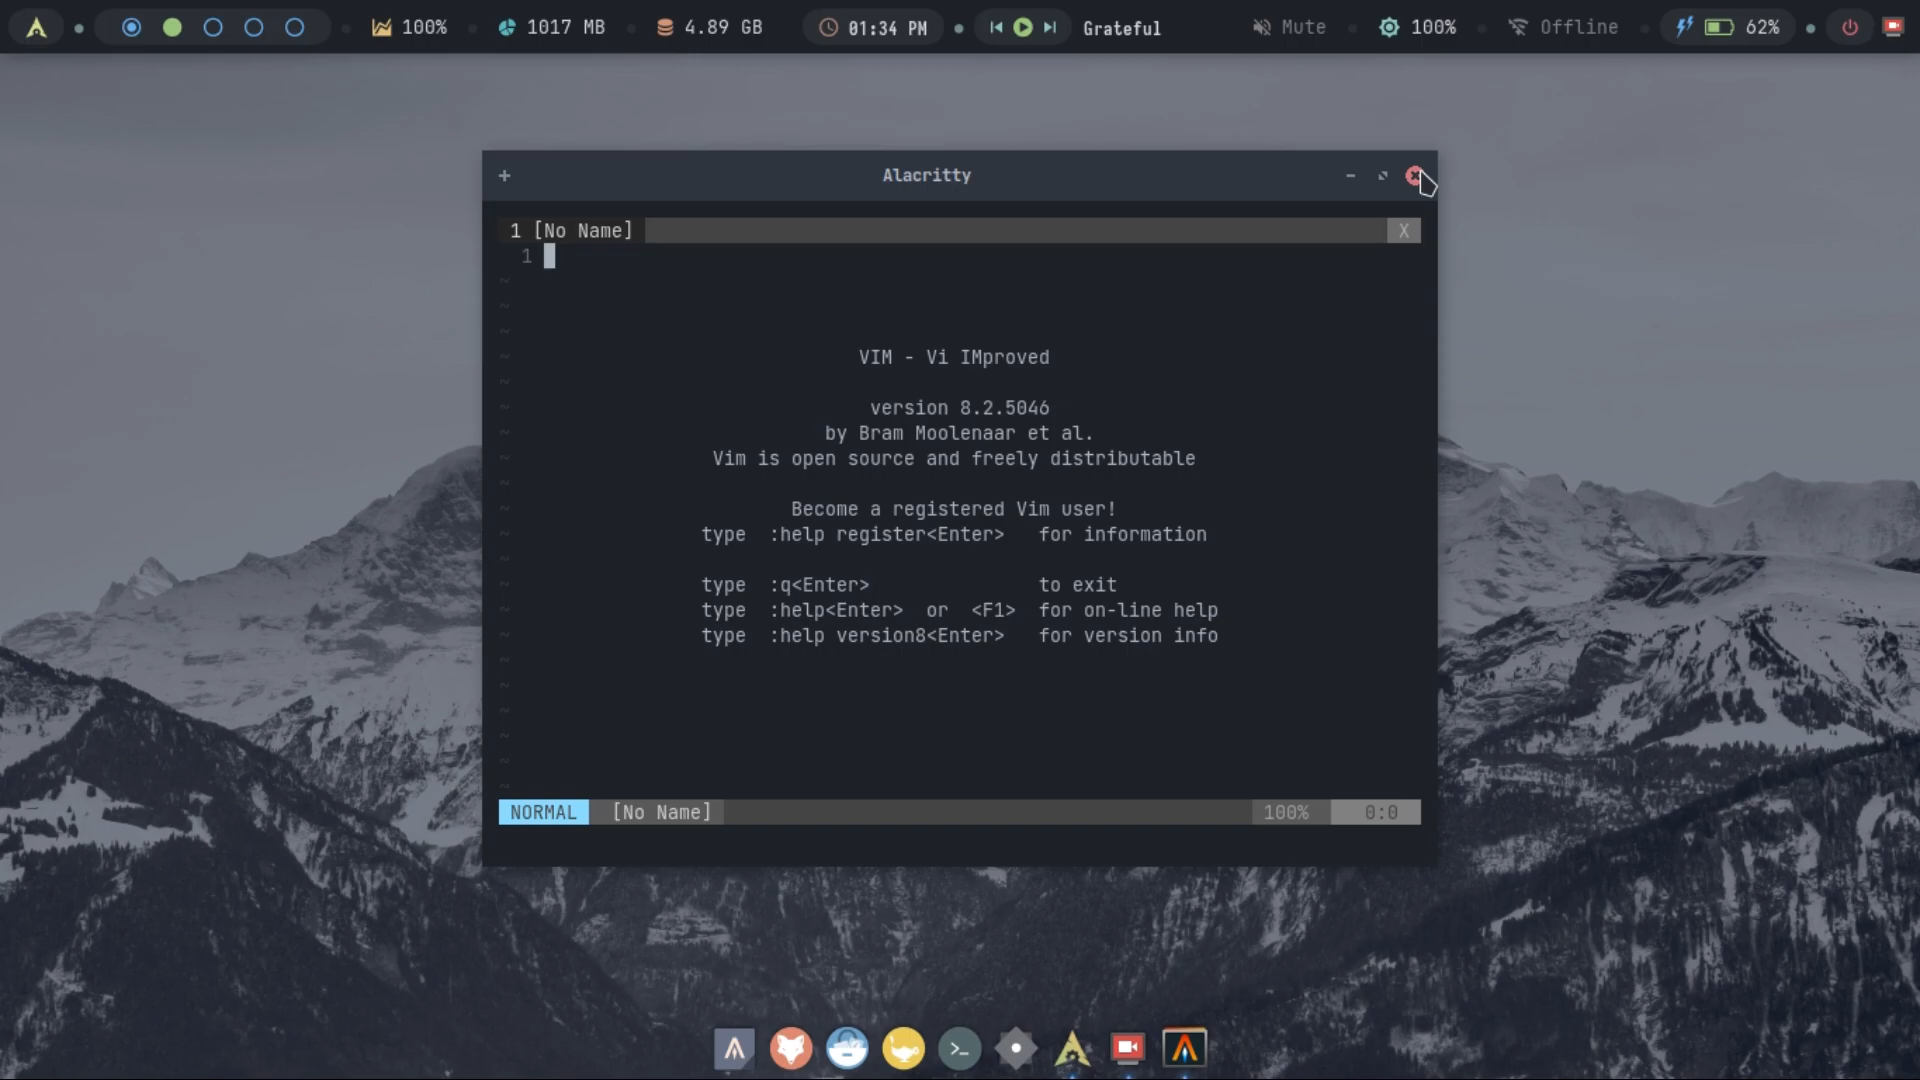 100% 1017 MB 4.89 GB 01:34 PM Grateful Mute 100% Offline 62%
+ Alacritty
1 [No Name] X
1
~
~
~
~ VIM - Vi IMproved
~
~ version 8.2.5046
~ by Bram Moolenaar et al.
~ Vim is open source and freely distributable
~
~ Become a registered Vim user!
~ type :help register<Enter> for information
~
~ type :q<Enter> to exit
~ type :help<Enter> or <F1> for on-line help
~ type :help version8<Enter> for version info
~
~
~
~
~
~
NORMAL [No Name] 100% 0:0